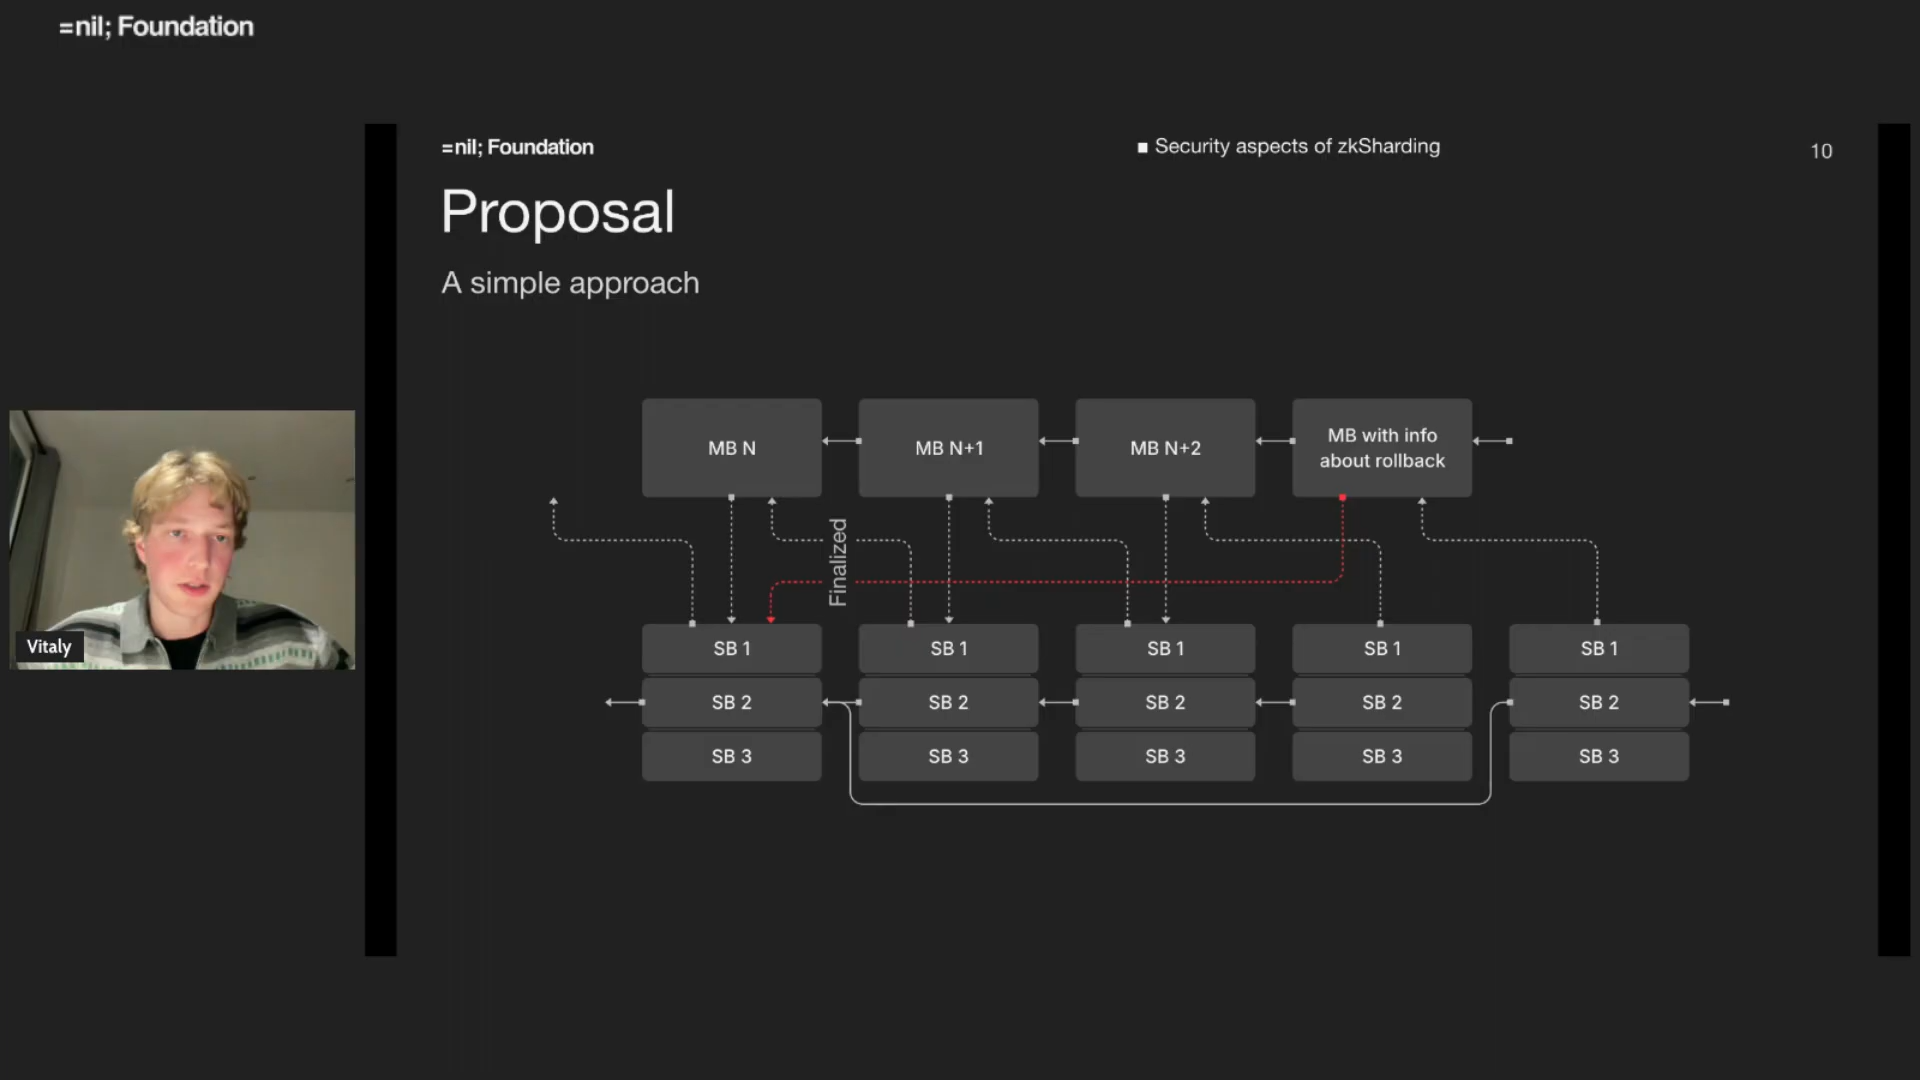 =nil; Foundation
=nil; Foundation
Security aspects of zkSharding
10
Proposal
A simple approach
MB N
MB N+1
MB N+2
MB with info
about rollback
Finalized
SB 1
SB 1
SB 1
SB 1
SB 1
SB 2
SB 2
SB 2
SB 2
SB 2
SB 3
SB 3
SB 3
SB 3
SB 3
Vitaly